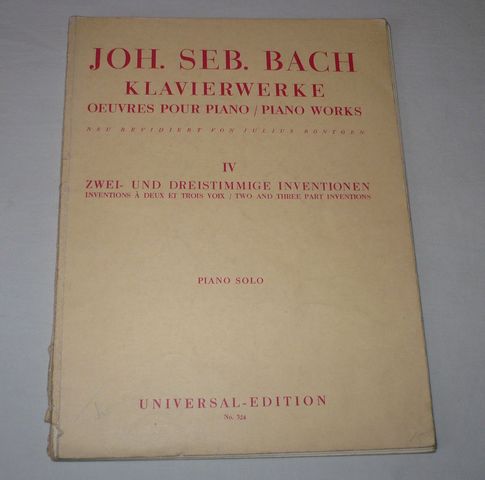 JOH. SEB. BACH
KLAVIERWERKE
OEUVRES POUR PIANO / PIANO WORKS
NEU REVIDIERT VON JULIUS RÖNTGEN
IV
ZWEI- UND DREISTIMMIGE INVENTIONEN
INVENTIONS À DEUX ET TROIS VOIX / TWO AND THREE PART INVENTIONS
PIANO SOLO
UNIVERSAL-EDITION
No. 324